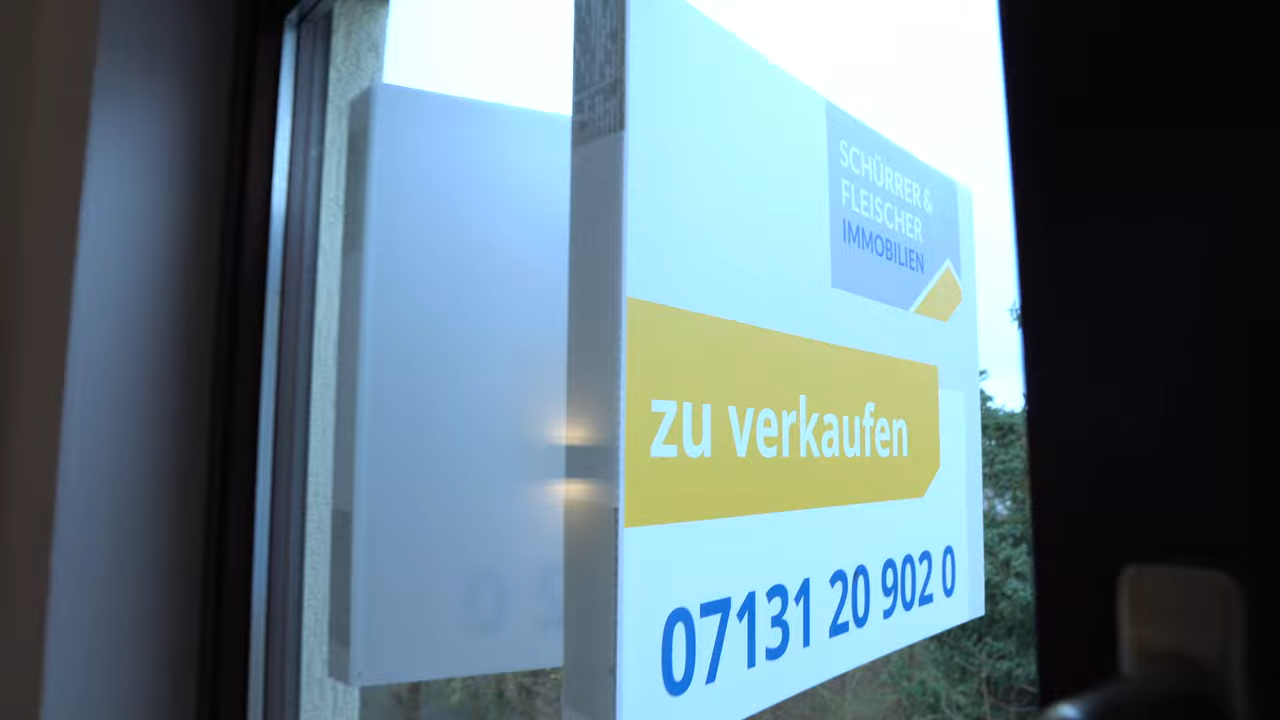 SCHÜRRER &
FLEISCHER
IMMOBILIEN
zu verkaufen
07131 20 902 0